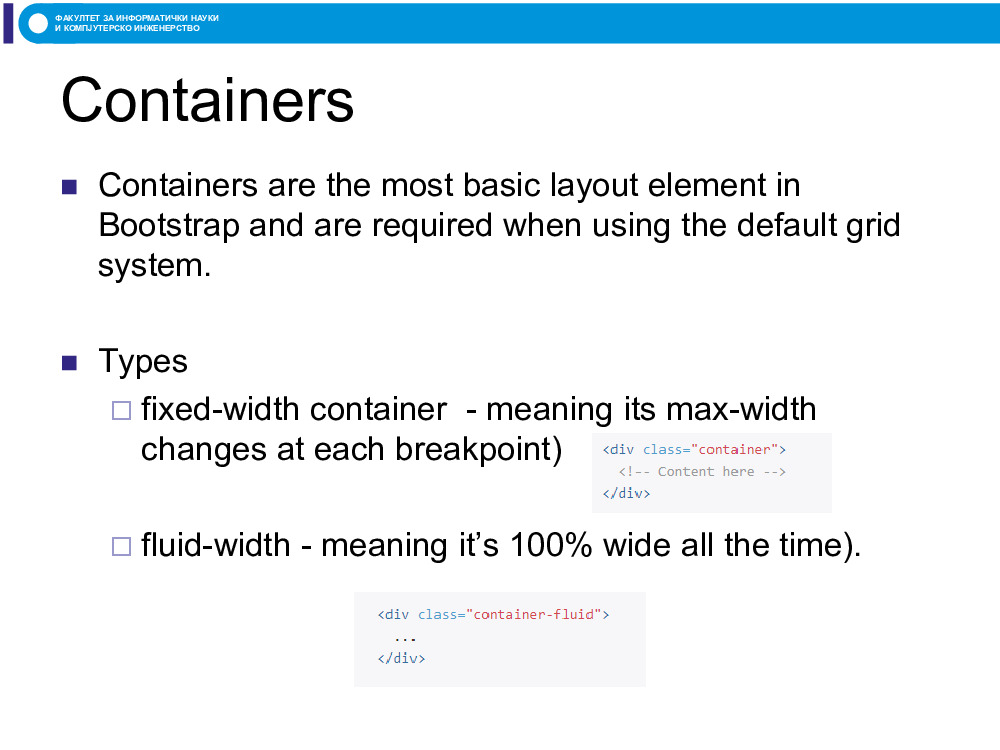 ФАКУЛТЕТ ЗА ИНФОРМАТИЧКИ НАУКИ
И КОМПЈУТЕРСКО ИНЖЕНЕРСТВО
Containers
Containers are the most basic layout element in
Bootstrap and are required when using the default grid
system.
Types
fixed-width container - meaning its max-width
changes at each breakpoint)
<div class="container">
<!-- Content here -->
</div>
fluid-width - meaning it’s 100% wide all the time).
<div class="container-fluid">
...
</div>